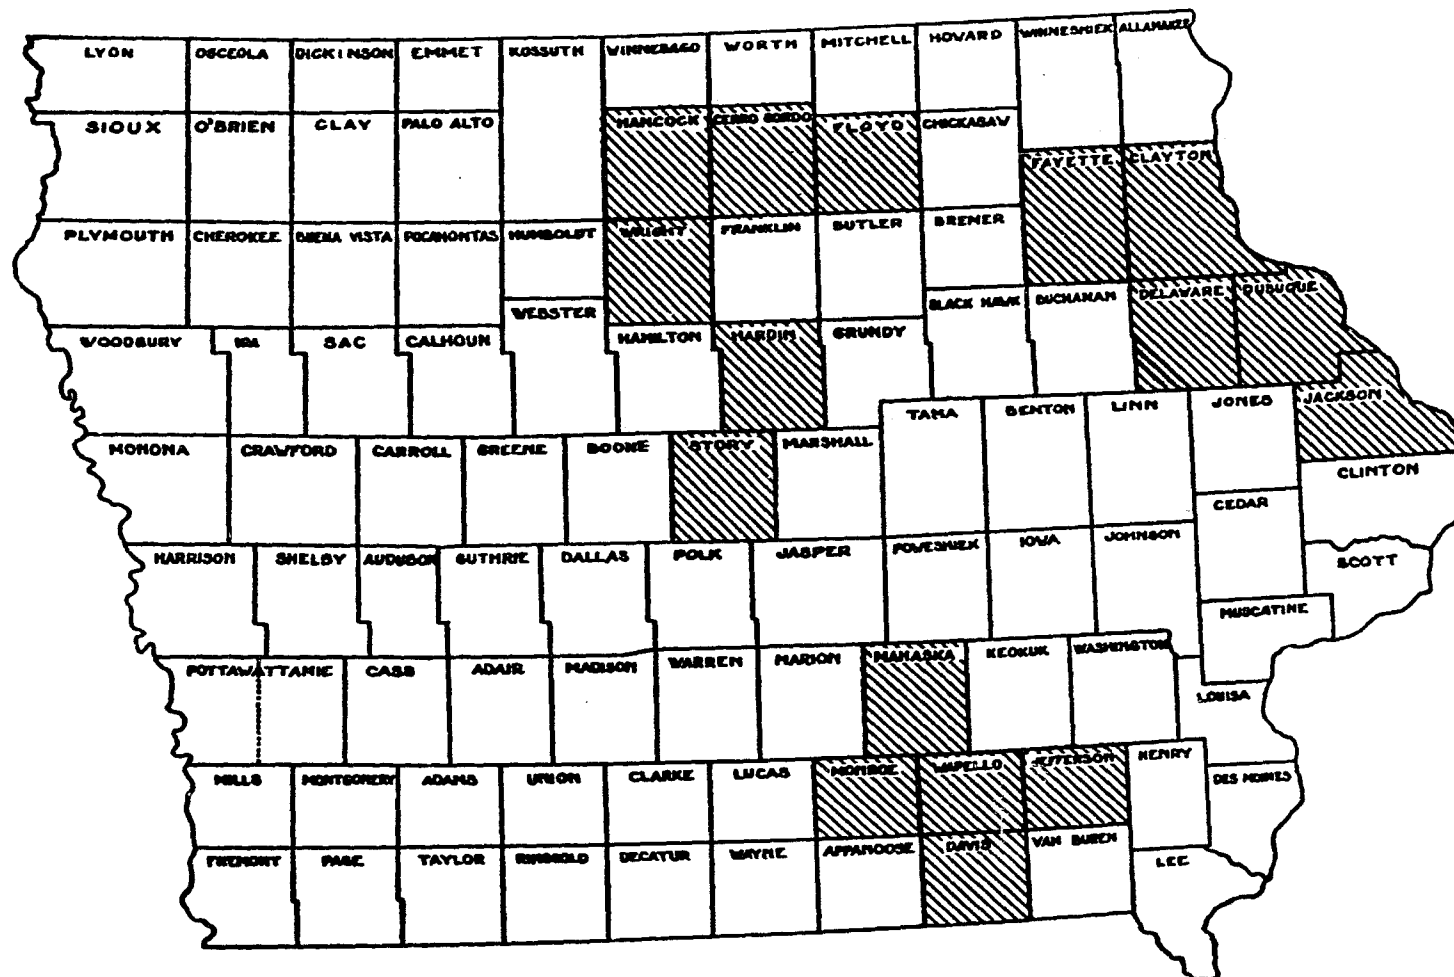 LYON OSCEOLA DICKINSON EMMET KOSSUTH WINNEBAGO WORTH MITCHELL HOWARD WINNESHIEK ALLAMAKEE
SIOUX O'BRIEN CLAY PALO ALTO HANCOCK CERRO GORDO FLOYD CHICKASAW
FAYETTE CLAYTON
PLYMOUTH CHEROKEE BUENA VISTA POCAHONTAS HUMBOLDT WRIGHT FRANKLIN BUTLER BREMER
WEBSTER BLACK HAWK BUCHANAN DELAWARE DUBUQUE
WOODBURY IDA SAC CALHOUN HAMILTON HARDIN GRUNDY
TAMA BENTON LINN JONES JACKSON
MONONA CRAWFORD CARROLL GREENE BOONE STORY MARSHALL CLINTON
CEDAR
HARRISON SHELBY AUDUBON GUTHRIE DALLAS POLK JASPER POWESHIEK IOWA JOHNSON SCOTT
MUSCATINE
POTTAWATTAMIE CASS ADAIR MADISON WARREN MARION MAHASKA KEOKUK WASHINGTON
LOUISA
MILLS MONTGOMERY ADAMS UNION CLARKE LUCAS MONROE WAPELLO JEFFERSON HENRY DES MOINES
FREMONT PAGE TAYLOR RINGGOLD DECATUR WAYNE APPANOOSE DAVIS VAN BUREN LEE